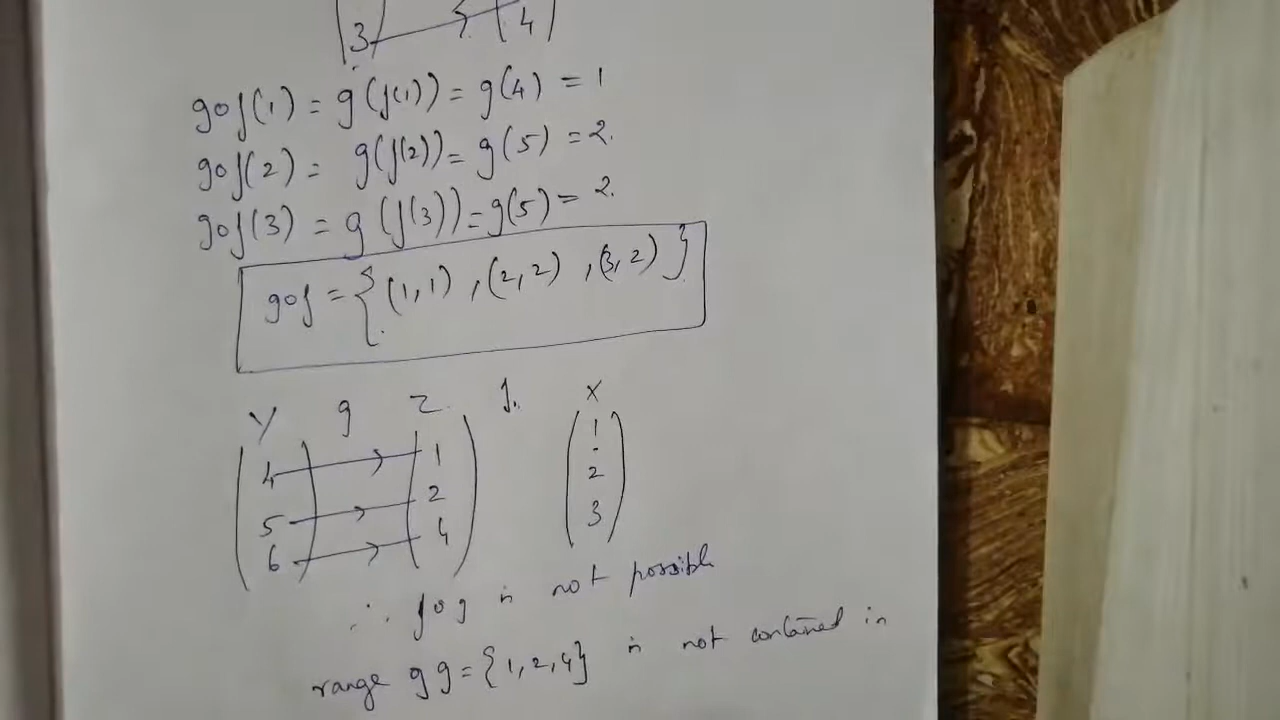 3 4
gof(1) = g(f(1)) = g(4) = 1
gof(2) = g(f(2)) = g(5) = 2.
gof(3) = g(f(3)) = g(5) = 2.
gof = {(1,1), (2,2), (3,2)}
Y g Z f. X
4 1 1
5 2 2
6 4 3
∴ fog is not possible
range of g = {1,2,4} is not contained in